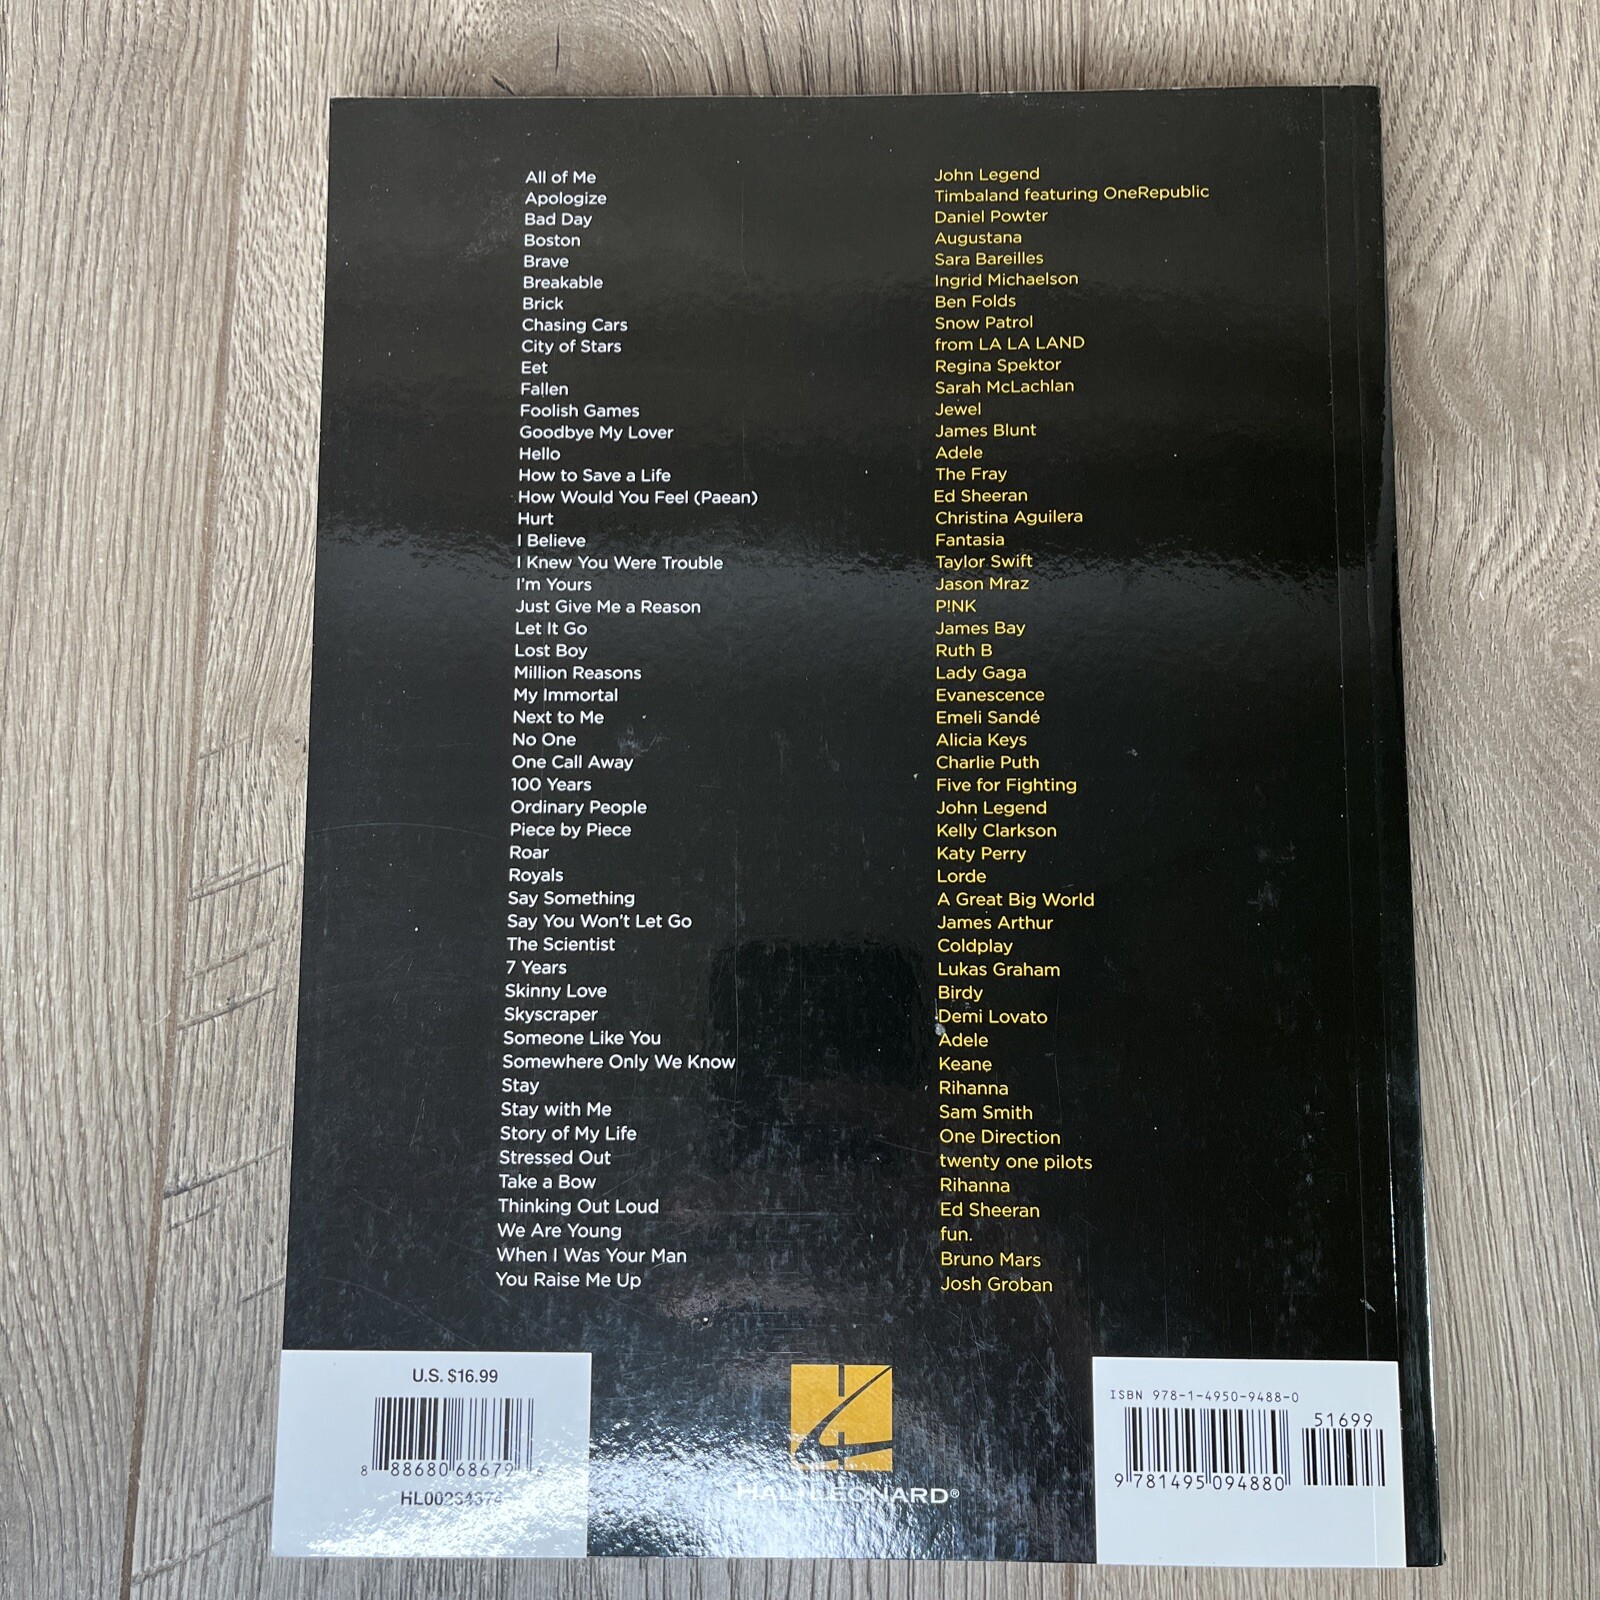 All of Me John Legend
Apologize Timbaland featuring OneRepublic
Bad Day Daniel Powter
Boston Augustana
Brave Sara Bareilles
Breakable Ingrid Michaelson
Brick Ben Folds
Chasing Cars Snow Patrol
City of Stars from LA LA LAND
Eet Regina Spektor
Fallen Sarah McLachlan
Foolish Games Jewel
Goodbye My Lover James Blunt
Hello Adele
How to Save a Life The Fray
How Would You Feel (Paean) Ed Sheeran
Hurt Christina Aguilera
I Believe Fantasia
I Knew You Were Trouble Taylor Swift
I'm Yours Jason Mraz
Just Give Me a Reason P!NK
Let It Go James Bay
Lost Boy Ruth B
Million Reasons Lady Gaga
My Immortal Evanescence
Next to Me Emeli Sandé
No One Alicia Keys
One Call Away Charlie Puth
100 Years Five for Fighting
Ordinary People John Legend
Piece by Piece Kelly Clarkson
Roar Katy Perry
Royals Lorde
Say Something A Great Big World
Say You Won't Let Go James Arthur
The Scientist Coldplay
7 Years Lukas Graham
Skinny Love Birdy
Skyscraper Demi Lovato
Someone Like You Adele
Somewhere Only We Know Keane
Stay Rihanna
Stay with Me Sam Smith
Story of My Life One Direction
Stressed Out twenty one pilots
Take a Bow Rihanna
Thinking Out Loud Ed Sheeran
We Are Young fun.
When I Was Your Man Bruno Mars
You Raise Me Up Josh Groban
U.S. $16.99
8 88680 68679
HAL•LEONARD®
ISBN 978-1-4950-9488-0
51699
9 781495 094880